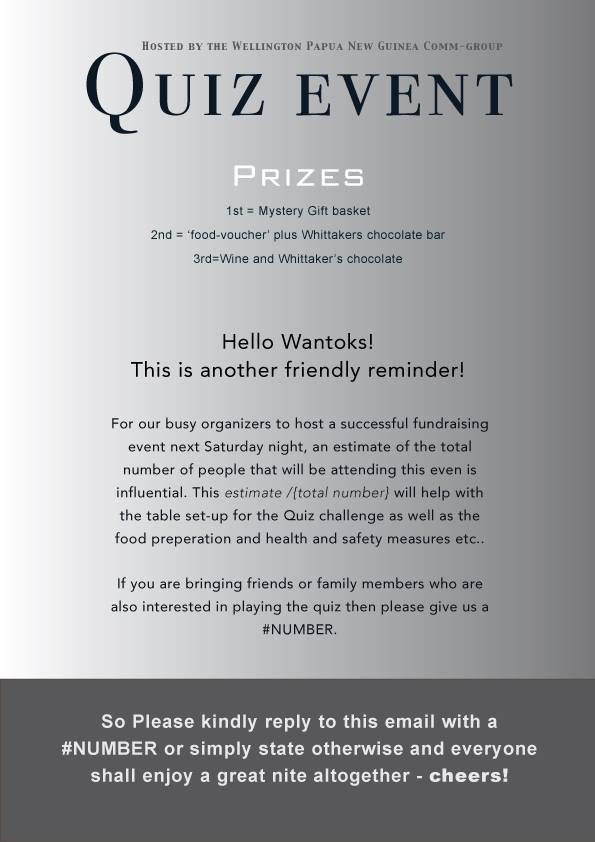 Hosted by the Wellington Papua New Guinea Comm-group
Quiz event
Prizes
1st = Mystery Gift basket
2nd = ‘food-voucher’ plus Whittakers chocolate bar
3rd=Wine and Whittaker’s chocolate
Hello Wantoks!
This is another friendly reminder!
For our busy organizers to host a successful fundraising
event next Saturday night, an estimate of the total
number of people that will be attending this even is
influential. This estimate /{total number} will help with
the table set-up for the Quiz challenge as well as the
food preperation and health and safety measures etc..
If you are bringing friends or family members who are
also interested in playing the quiz then please give us a
#NUMBER.
So Please kindly reply to this email with a
#NUMBER or simply state otherwise and everyone
shall enjoy a great nite altogether - cheers!